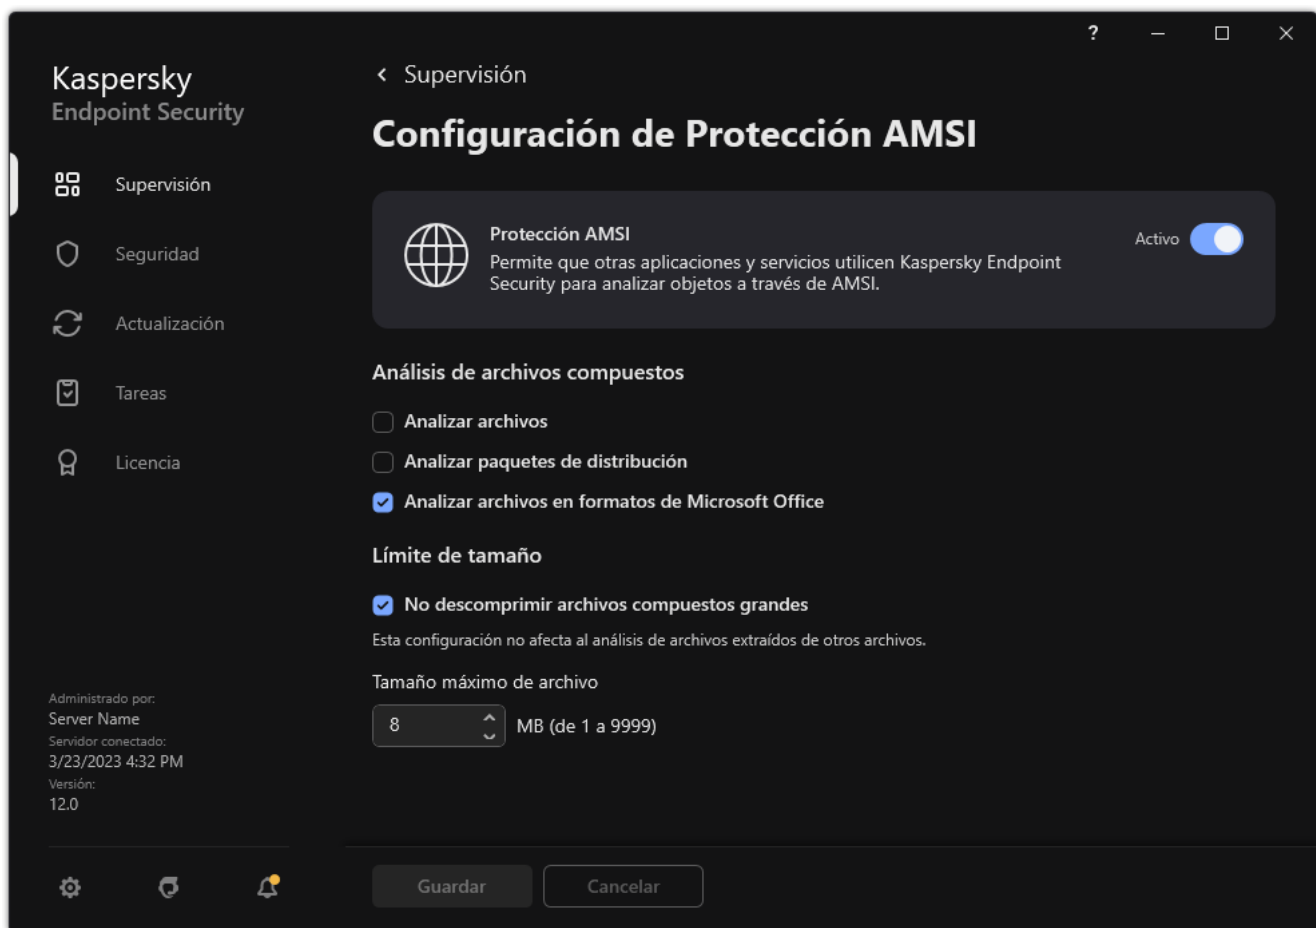 ?
Kaspersky
Endpoint Security
Supervisión
Seguridad
Actualización
Tareas
Licencia
Administrado por:
Server Name
Servidor conectado:
3/23/2023 4:32 PM
Versión:
12.0
Supervisión
Configuración de Protección AMSI
Protección AMSI
Permite que otras aplicaciones y servicios utilicen Kaspersky Endpoint
Security para analizar objetos a través de AMSI.
Activo
Análisis de archivos compuestos
Analizar archivos
Analizar paquetes de distribución
Analizar archivos en formatos de Microsoft Office
Límite de tamaño
No descomprimir archivos compuestos grandes
Esta configuración no afecta al análisis de archivos extraídos de otros archivos.
Tamaño máximo de archivo
8 MB (de 1 a 9999)
Guardar Cancelar